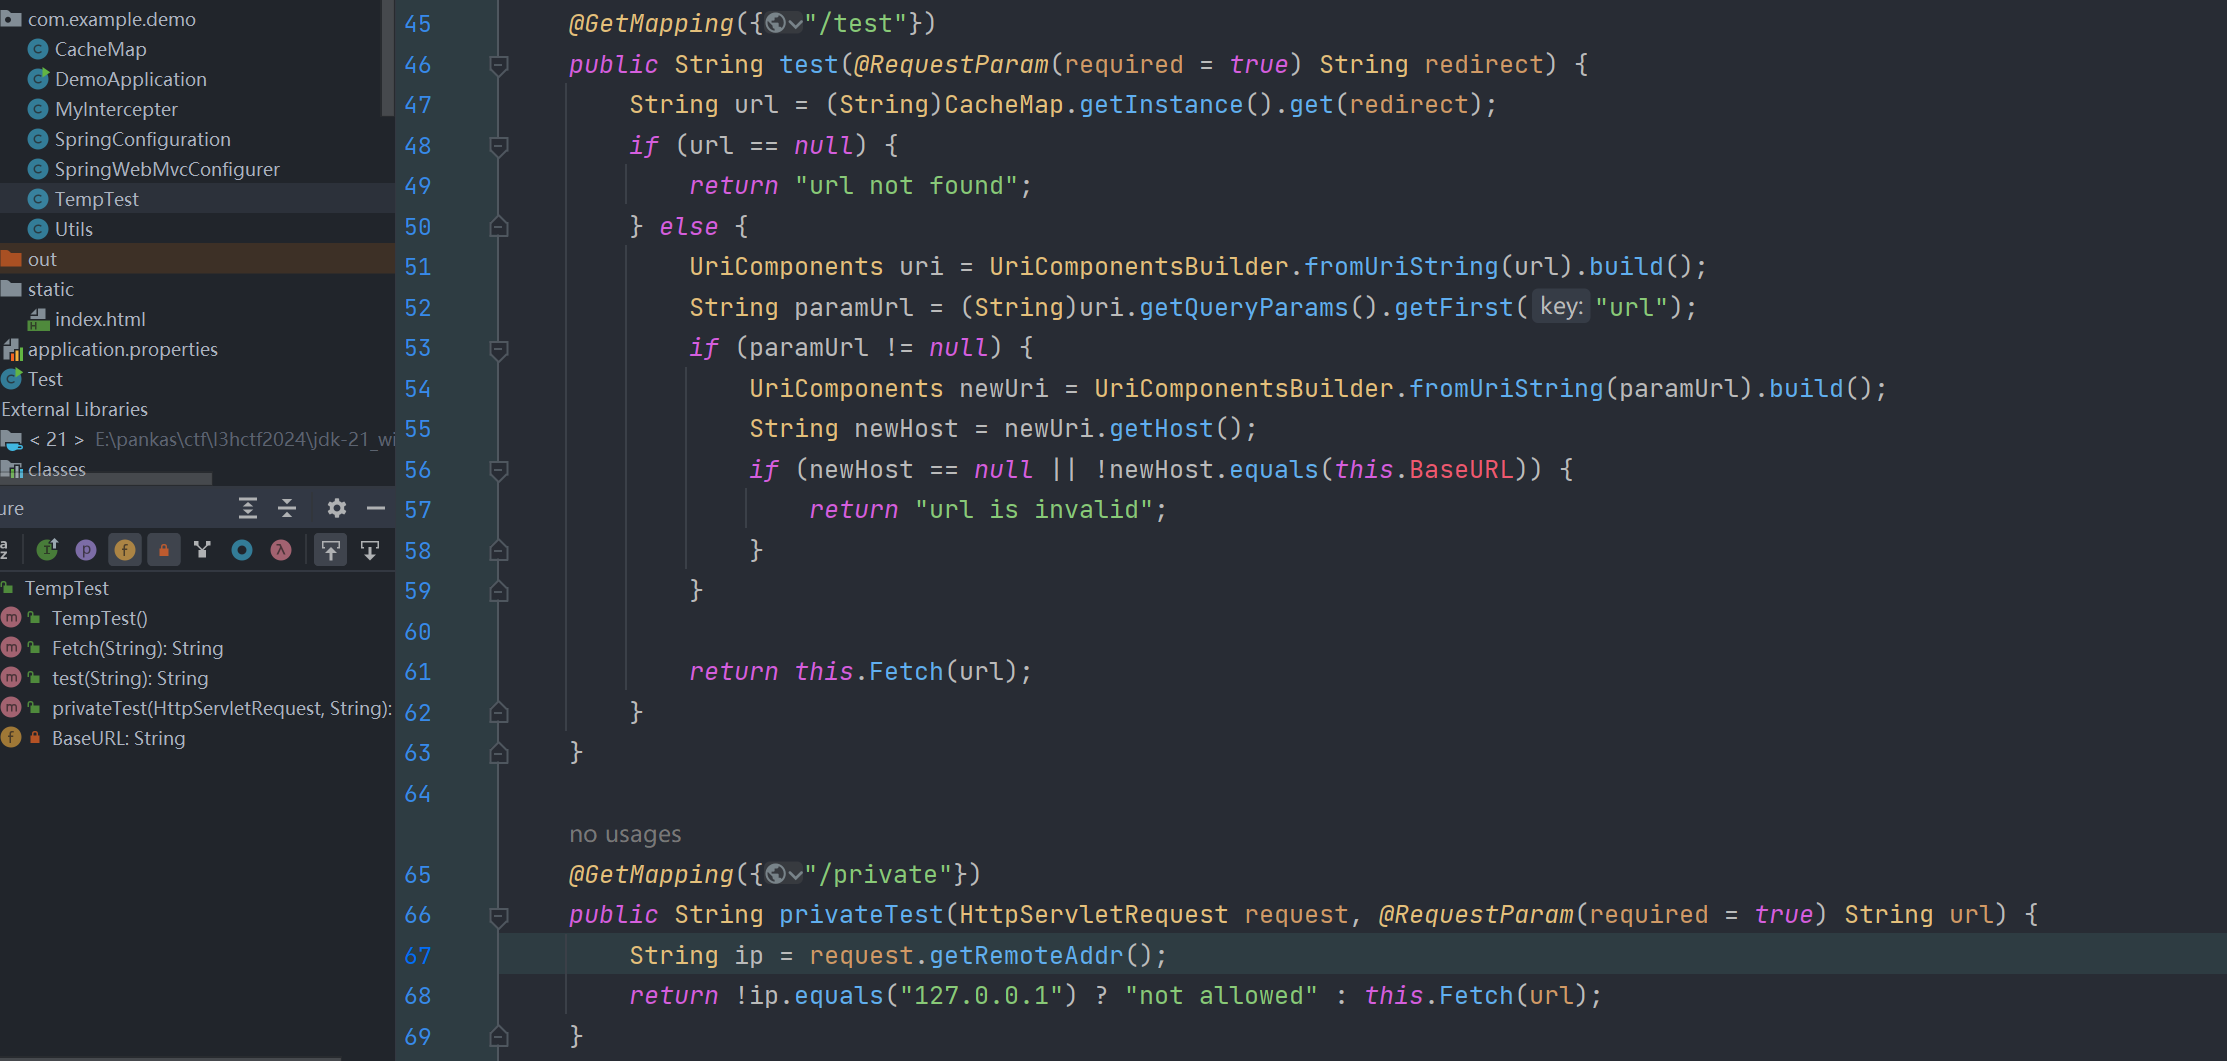 com.example.demo
CacheMap
DemoApplication
MyIntercepter
SpringConfiguration
SpringWebMvcConfigurer
TempTest
Utils
out
static
index.html
application.properties
Test
External Libraries
< 21 > E:\pankas\ctf\l3hctf2024\jdk-21_wi
classes
ure
TempTest
TempTest()
Fetch(String): String
test(String): String
privateTest(HttpServletRequest, String):
BaseURL: String
45 @GetMapping({"/test"})
46 public String test(@RequestParam(required = true) String redirect) {
47 String url = (String)CacheMap.getInstance().get(redirect);
48 if (url == null) {
49 return "url not found";
50 } else {
51 UriComponents uri = UriComponentsBuilder.fromUriString(url).build();
52 String paramUrl = (String)uri.getQueryParams().getFirst( key: "url");
53 if (paramUrl != null) {
54 UriComponents newUri = UriComponentsBuilder.fromUriString(paramUrl).build();
55 String newHost = newUri.getHost();
56 if (newHost == null || !newHost.equals(this.BaseURL)) {
57 return "url is invalid";
58 }
59 }
60
61 return this.Fetch(url);
62 }
63 }
64
no usages
65 @GetMapping({"/private"})
66 public String privateTest(HttpServletRequest request, @RequestParam(required = true) String url) {
67 String ip = request.getRemoteAddr();
68 return !ip.equals("127.0.0.1") ? "not allowed" : this.Fetch(url);
69 }